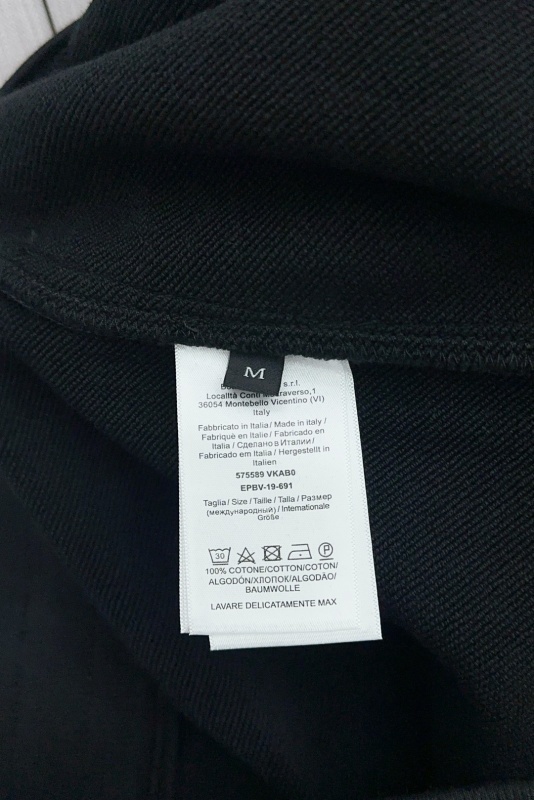 M
s.r.l.
Località Conti,1
36054 Montebello Vicentino (VI)
Italy
Fabbricato in Italia / Made in italy /
Fabriqué en Italie / Fabricado en
Italia / Сделано в Италии /
Fabricado em Italia / Hergestellt in
Italien
575589 VKAB0
EPBV-19-691
Taglia / Size / Taille / Talla / Размер
(международный) / Internationale
Größe
30
P
100% COTONE/COTTON/COTON/
ALGODÓN/ХЛОПОК/ALGODÃO/
BAUMWOLLE
LAVARE DELICATAMENTE MAX